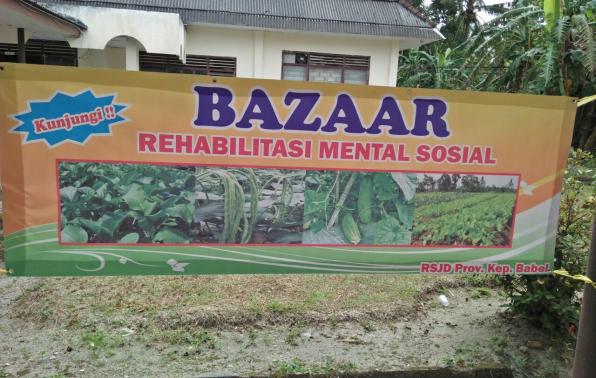 Kunjungi !!
BAZAAR
REHABILITASI MENTAL SOSIAL
RSJD Prov. Kep. Babel.